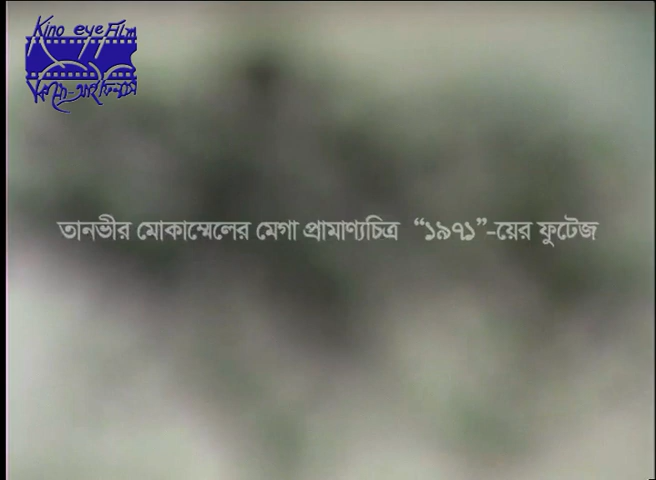 Kino eye Film
কিনো-আই ফিল্মস
তানভীর মোকাম্মেলের মেগা প্রামাণ্যচিত্র “১৯৭১”-য়ের ফুটেজ